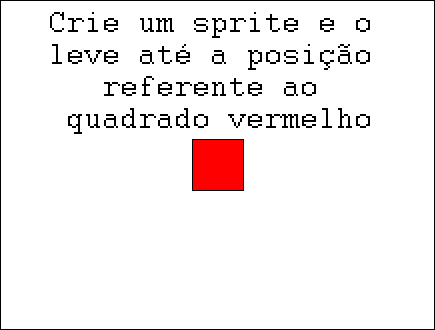 Crie um sprite e o
leve até a posição
referente ao
quadrado vermelho